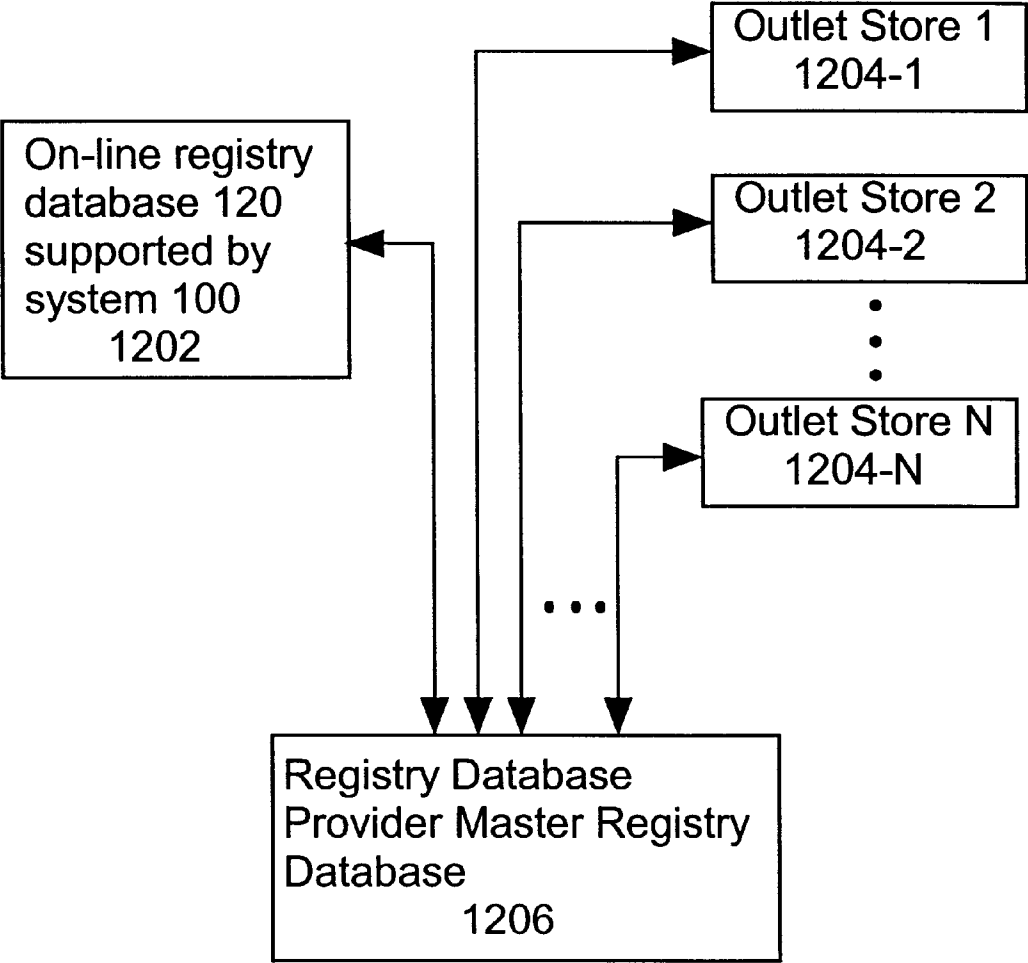 Outlet Store 1
1204-1
On-line registry
database 120
supported by
system 100
1202
Outlet Store 2
1204-2
Outlet Store N
1204-N
Registry Database
Provider Master Registry
Database
1206